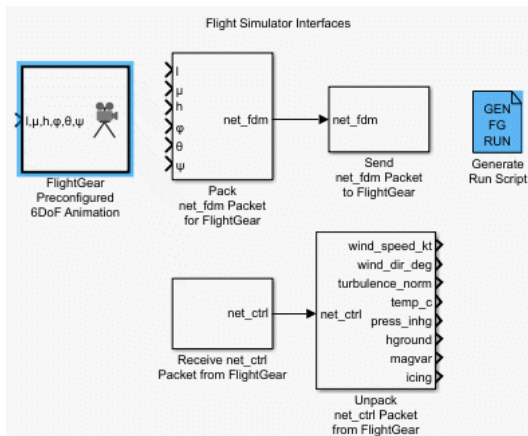 Flight Simulator Interfaces
l,μ,h,φ,θ,ψ
FlightGear
Preconfigured
6DoF Animation
l
μ
h
φ
θ
ψ
net_fdm
Pack
net_fdm Packet
for FlightGear
net_fdm
Send
net_fdm Packet
to FlightGear
GEN
FG
RUN
Generate
Run Script
net_ctrl
Receive net_ctrl
Packet from FlightGear
net_ctrl
wind_speed_kt
wind_dir_deg
turbulence_norm
temp_c
press_inhg
hground
magvar
icing
Unpack
net_ctrl Packet
from FlightGear